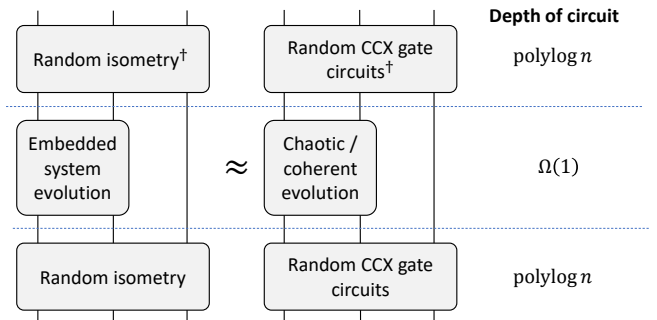 Depth of circuit
Random isometry†
Random CCX gate
circuits†
polylog n
Embedded
system
evolution
≈
Chaotic /
coherent
evolution
Ω(1)
Random isometry
Random CCX gate
circuits
polylog n